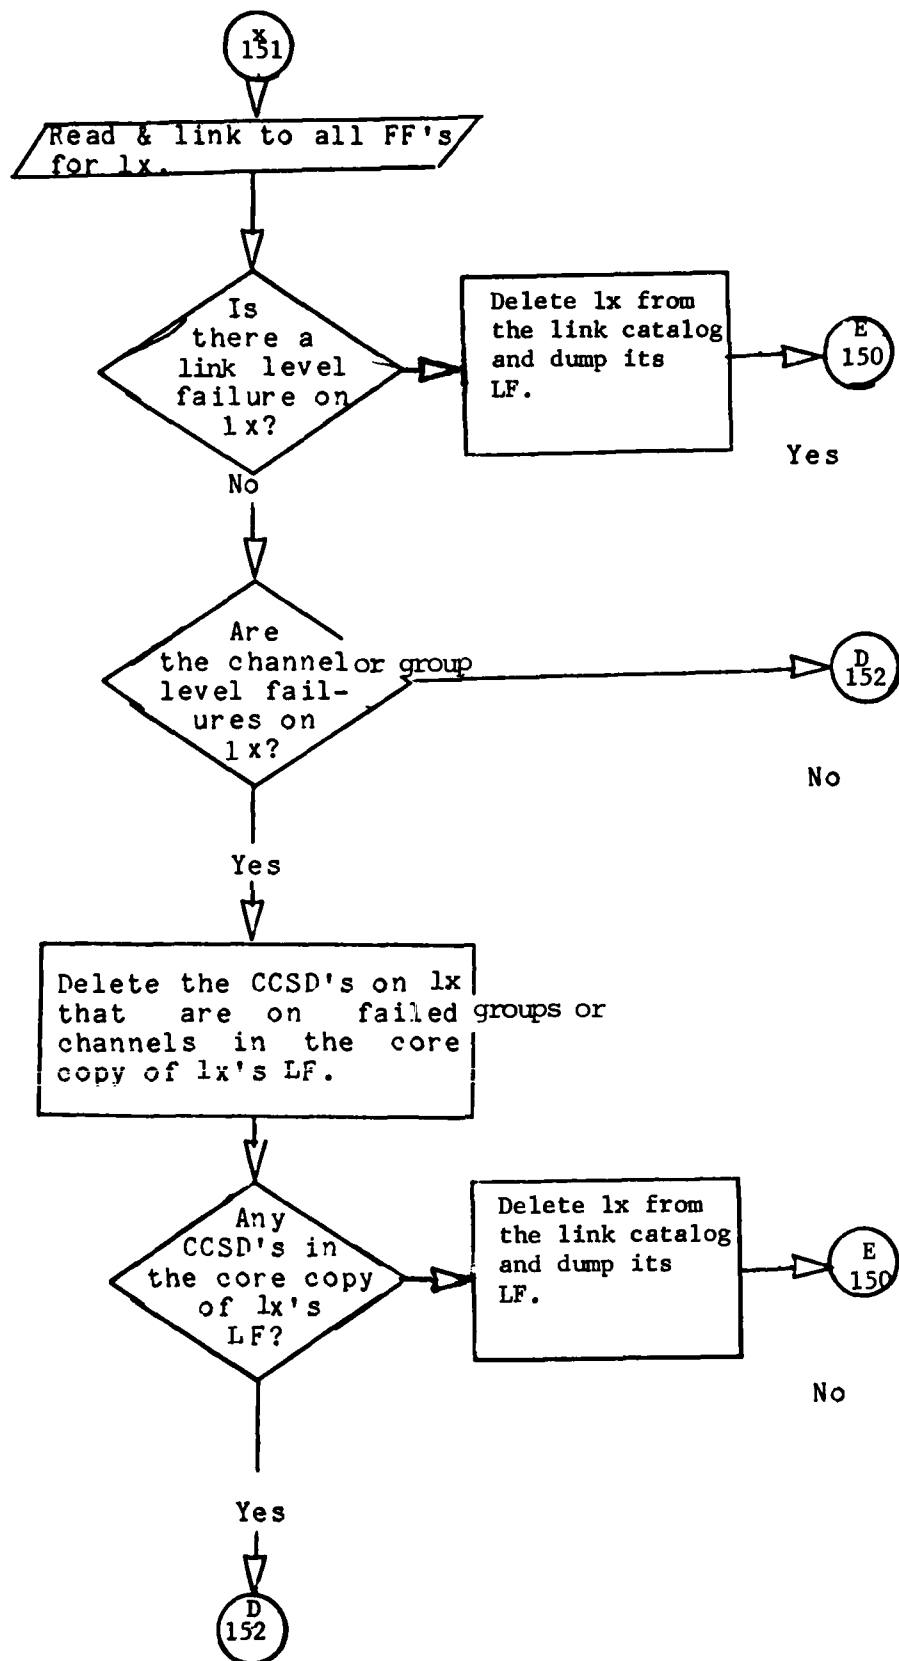 x
151
Read & link to all FF's
for lx.
Is
there a
link level
failure on
lx?
Delete lx from
the link catalog
and dump its
LF.
E
150
Yes
No
Are
the channel or group
level fail-
ures on
lx?
D
152
No
Yes
Delete the CCSD's on lx
that are on failed groups or
channels in the core
copy of lx's LF.
Any
CCSD's in
the core copy
of lx's
LF?
Delete lx from
the link catalog
and dump its
LF.
E
150
No
Yes
D
152